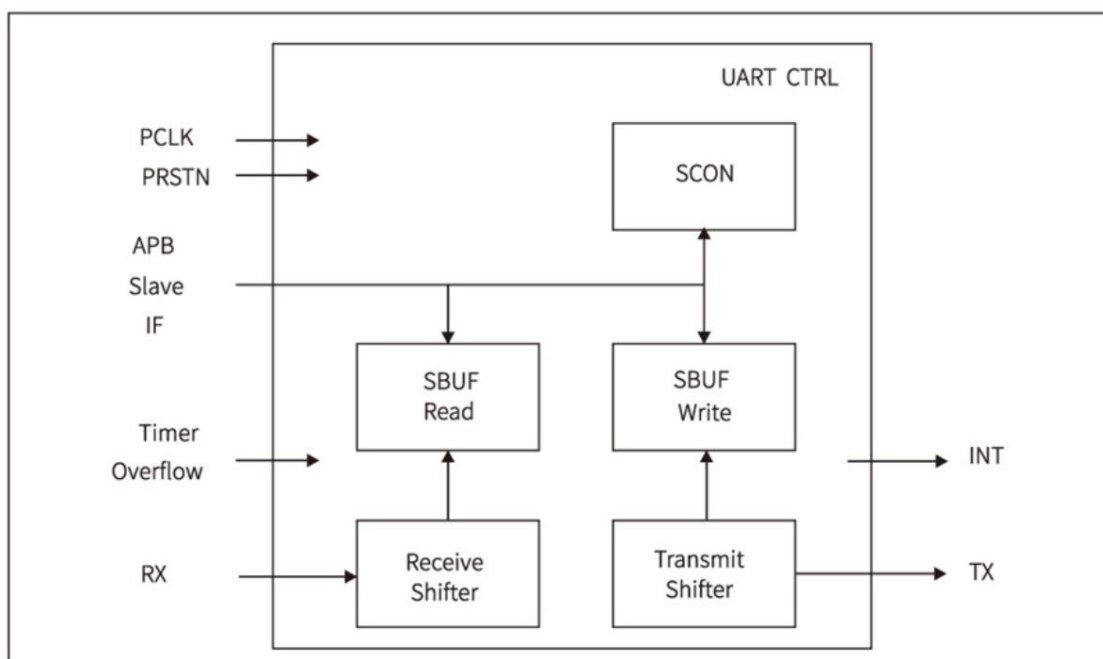 UART CTRL
PCLK
PRSTN
SCON
APB
Slave
IF
SBUF
Read
SBUF
Write
Timer
Overflow
INT
RX
Receive
Shifter
Transmit
Shifter
TX